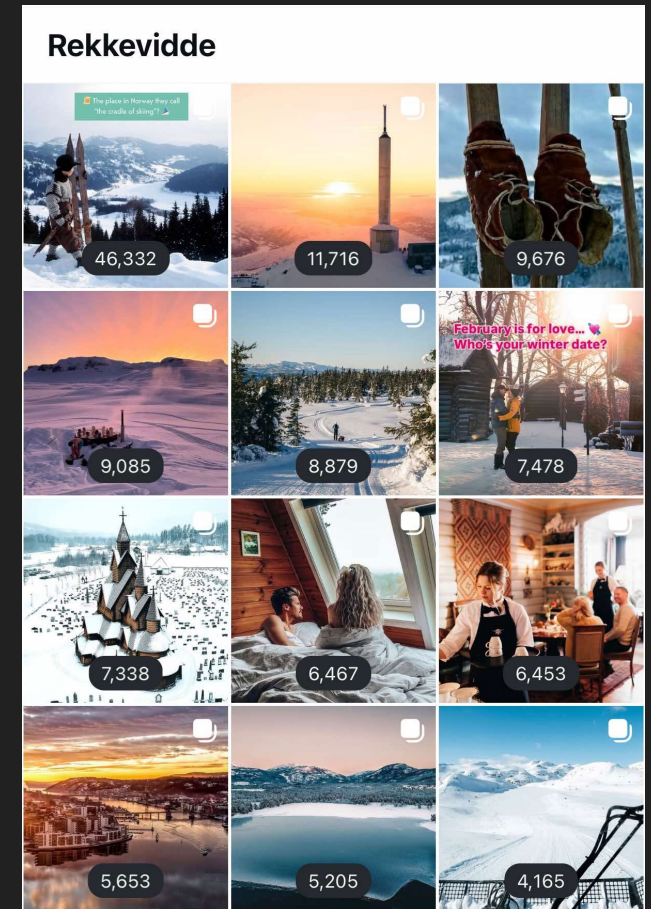 Rekkevidde
The place in Norway they call
"the cradle of skiing"?
46,332
11,716
9,676
9,085
8,879
February is for love... 💘
Who's your winter date?
7,478
7,338
6,467
6,453
5,653
5,205
4,165